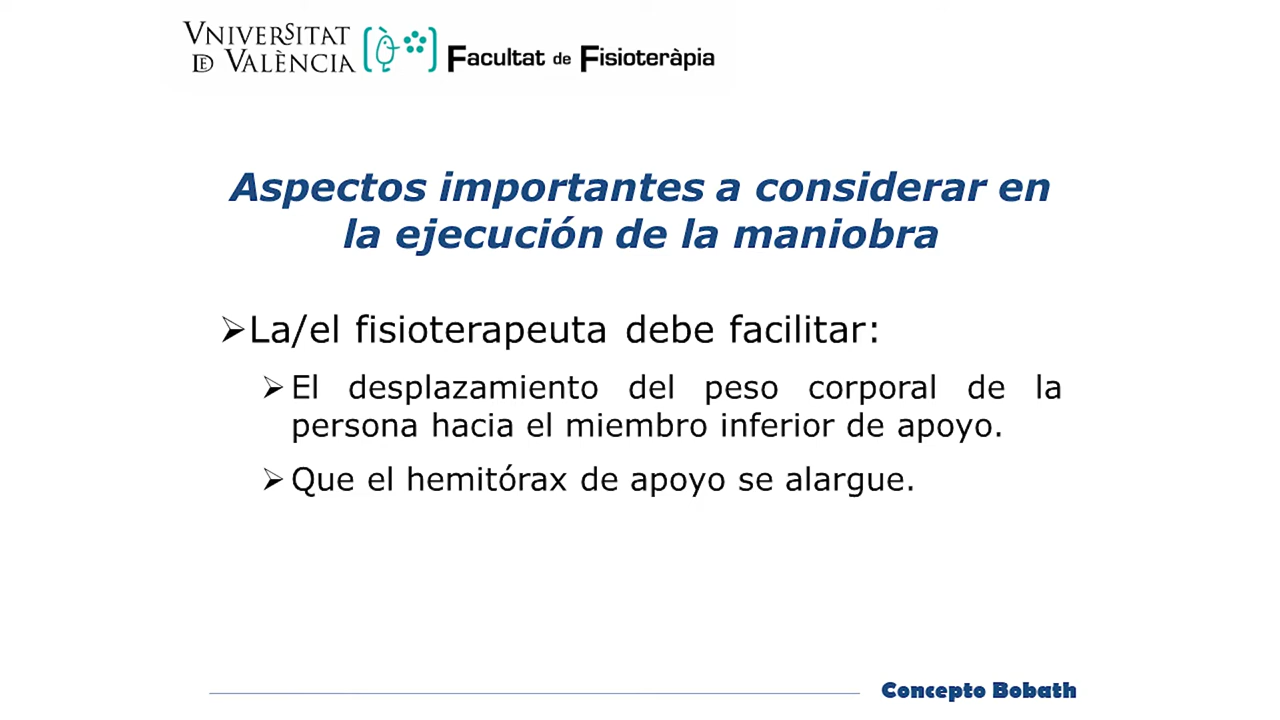 VNIVERSITAT
DE VALÈNCIA
Facultat de Fisioteràpia
Aspectos importantes a considerar en
la ejecución de la maniobra
La/el fisioterapeuta debe facilitar:
El desplazamiento del peso corporal de la
persona hacia el miembro inferior de apoyo.
Que el hemitórax de apoyo se alargue.
Concepto Bobath